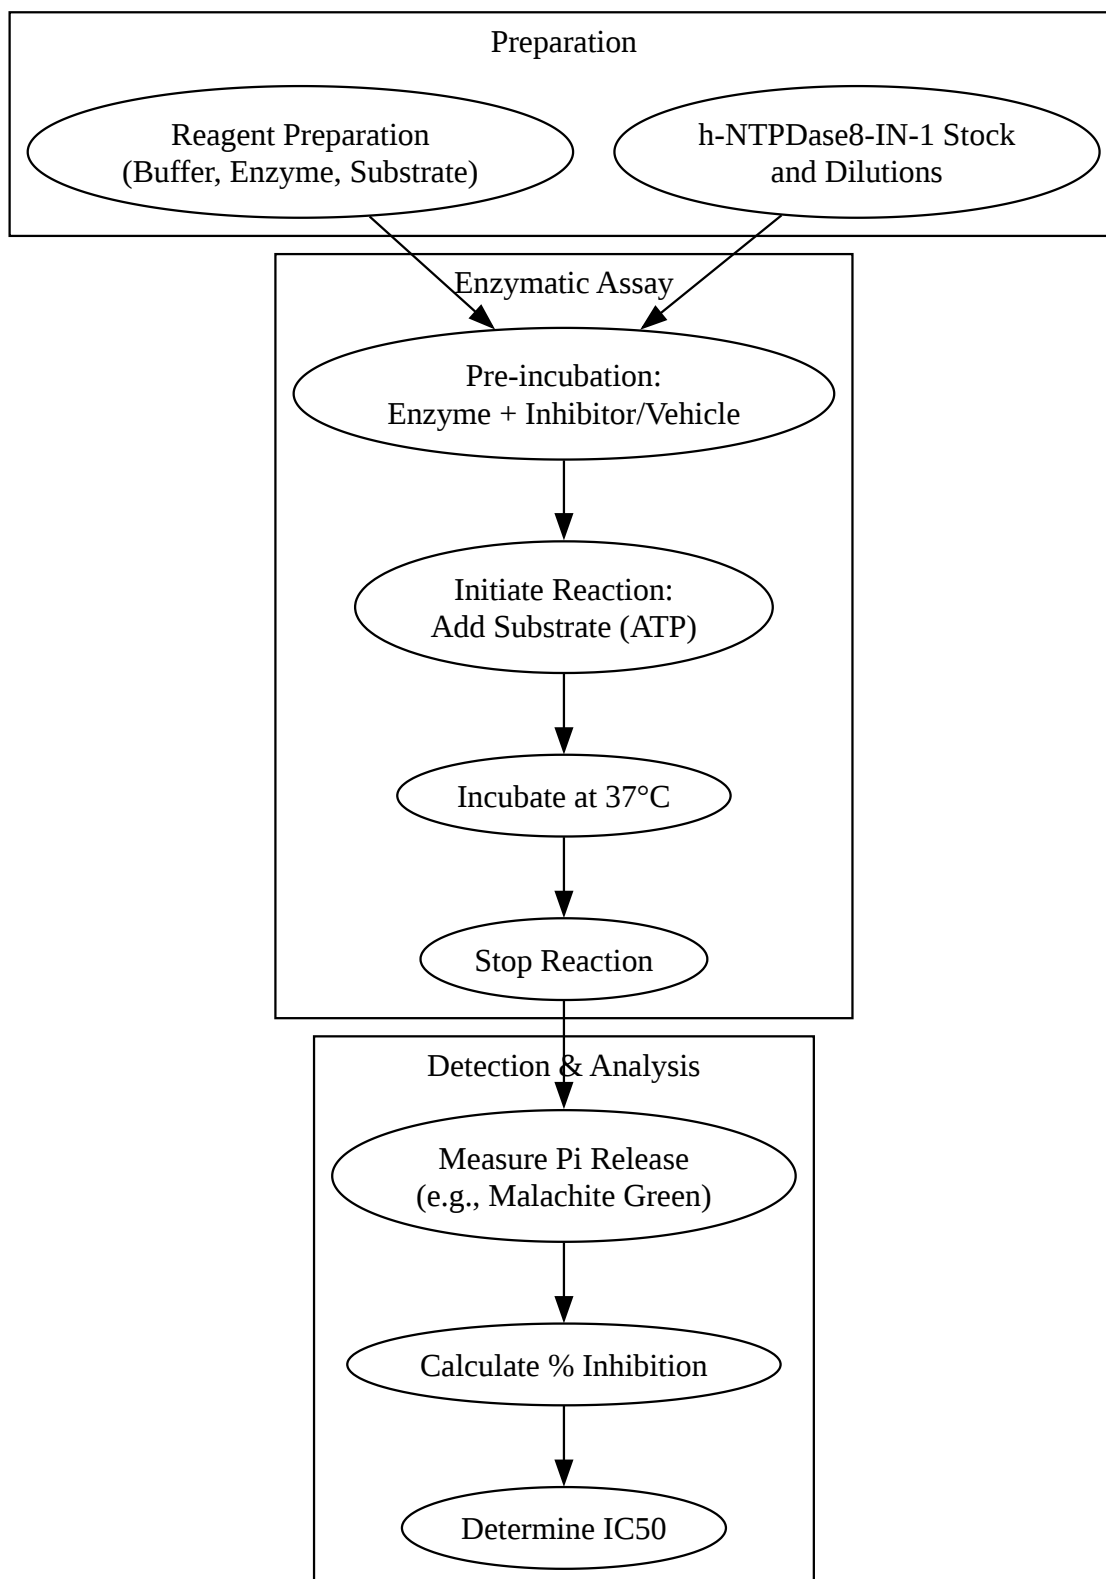 Preparation
Reagent Preparation
(Buffer, Enzyme, Substrate)
h-NTPDase8-IN-1 Stock
and Dilutions
Enzymatic Assay
Pre-incubation:
Enzyme + Inhibitor/Vehicle
Initiate Reaction:
Add Substrate (ATP)
Incubate at 37°C
Stop Reaction
Detection & Analysis
Measure Pi Release
(e.g., Malachite Green)
Calculate % Inhibition
Determine IC50